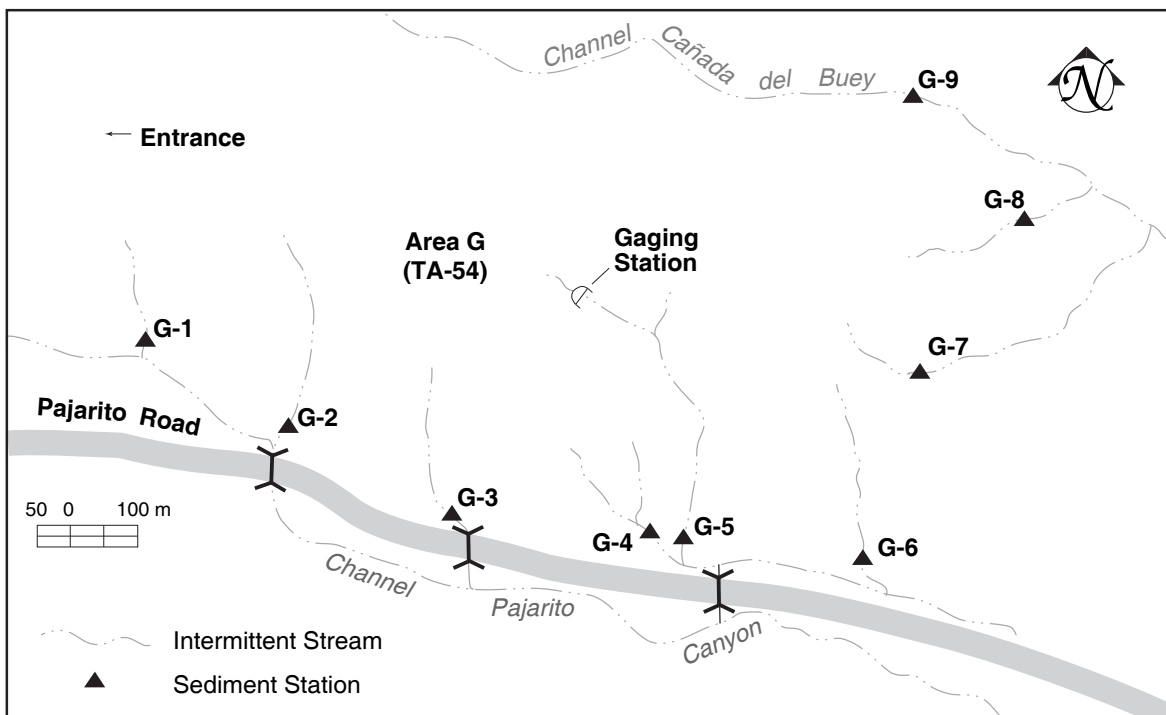 Channel Cañada del Buey
G-9
N
Entrance
G-8
Area G
(TA-54)
Gaging
Station
G-1
G-7
Pajarito Road
G-2
G-3
G-4
G-5
G-6
50 0 100 m
Channel Pajarito Canyon
Intermittent Stream
Sediment Station